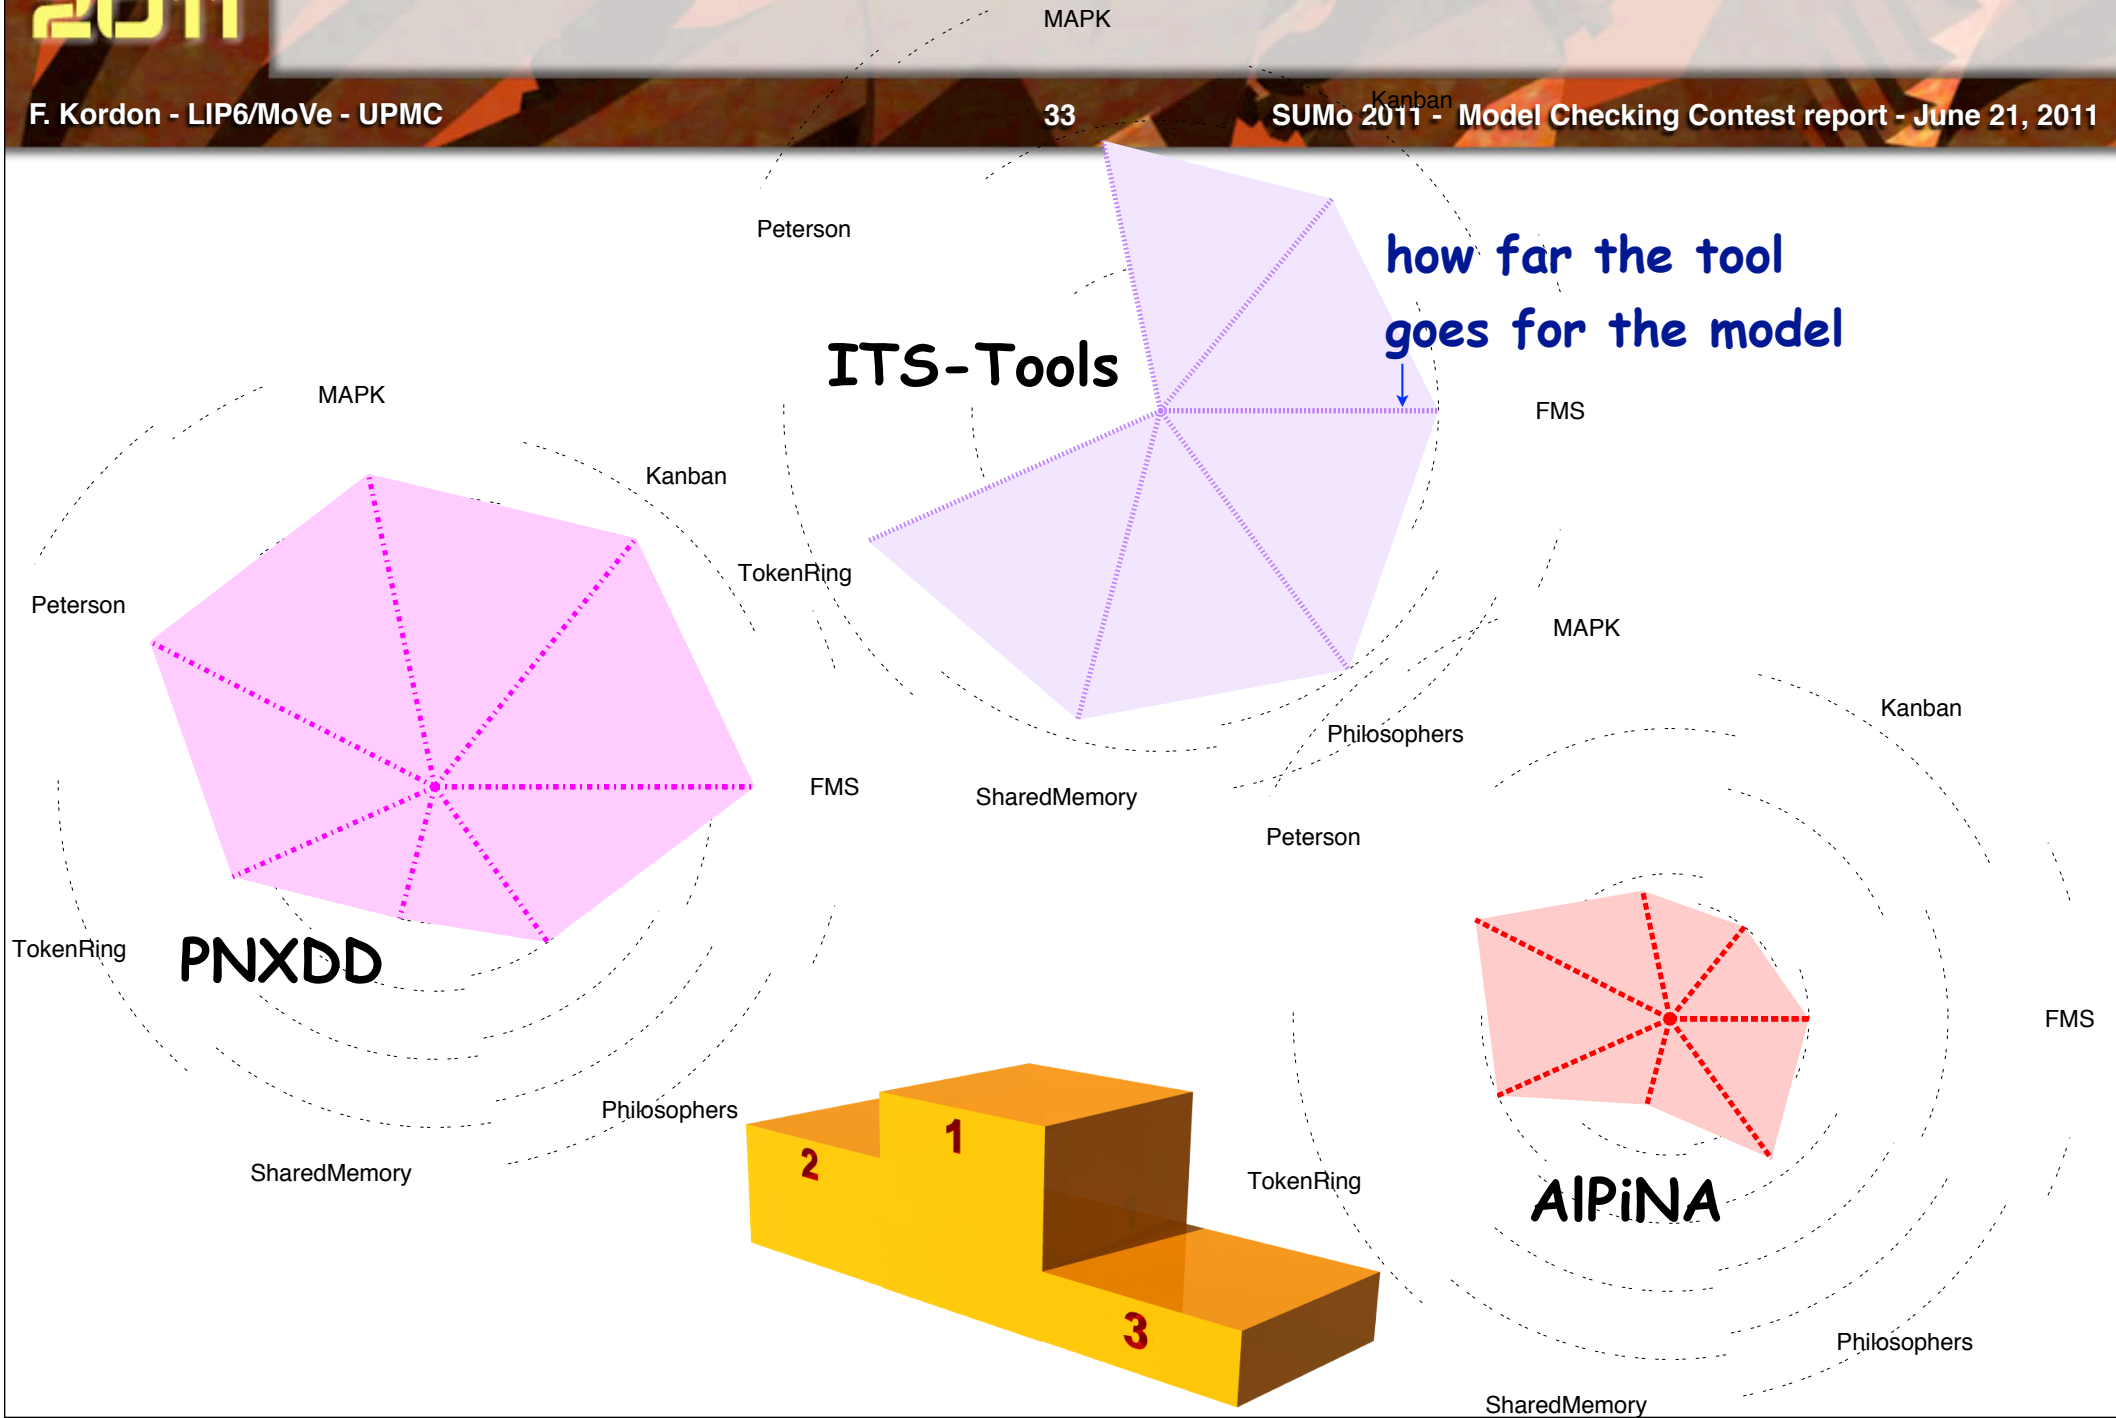 2011
MAPK
Kanban
F. Kordon - LIP6/MoVe - UPMC
33
SUMo 2011 - Model Checking Contest report - June 21, 2011
Peterson
how far the tool
goes for the model
ITS-Tools
FMS
TokenRing
Philosophers
SharedMemory
MAPK
Kanban
Peterson
FMS
TokenRing
PNXDD
Philosophers
SharedMemory
MAPK
Kanban
Peterson
FMS
TokenRing
AlPiNA
Philosophers
SharedMemory
1
2
3